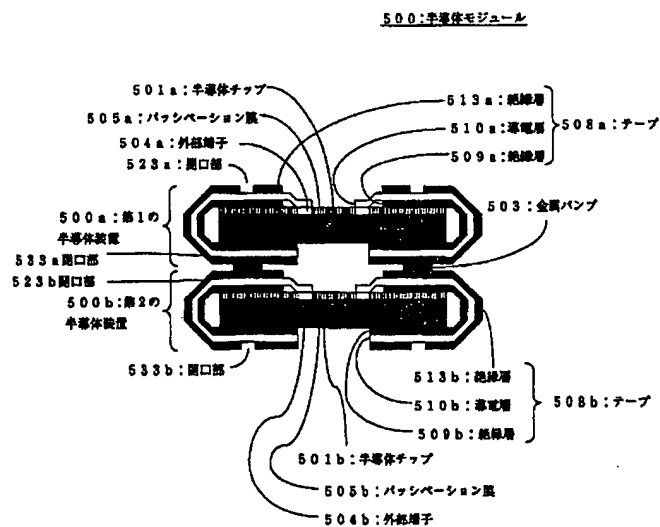 500:半導体モジュール
501a:半導体チップ
505a:パッシベーション膜
504a:外部端子
523a:開口部
500a:第1の
半導体装置
533a開口部
523b開口部
500b:第2の
半導体装置
533b:開口部
513a:絶縁層
510a:導電層
509a:絶縁層
508a:テープ
503:金属バンプ
513b:絶縁層
510b:導電層
509b:絶縁層
508b:テープ
501b:半導体チップ
505b:パッシベーション膜
504b:外部端子